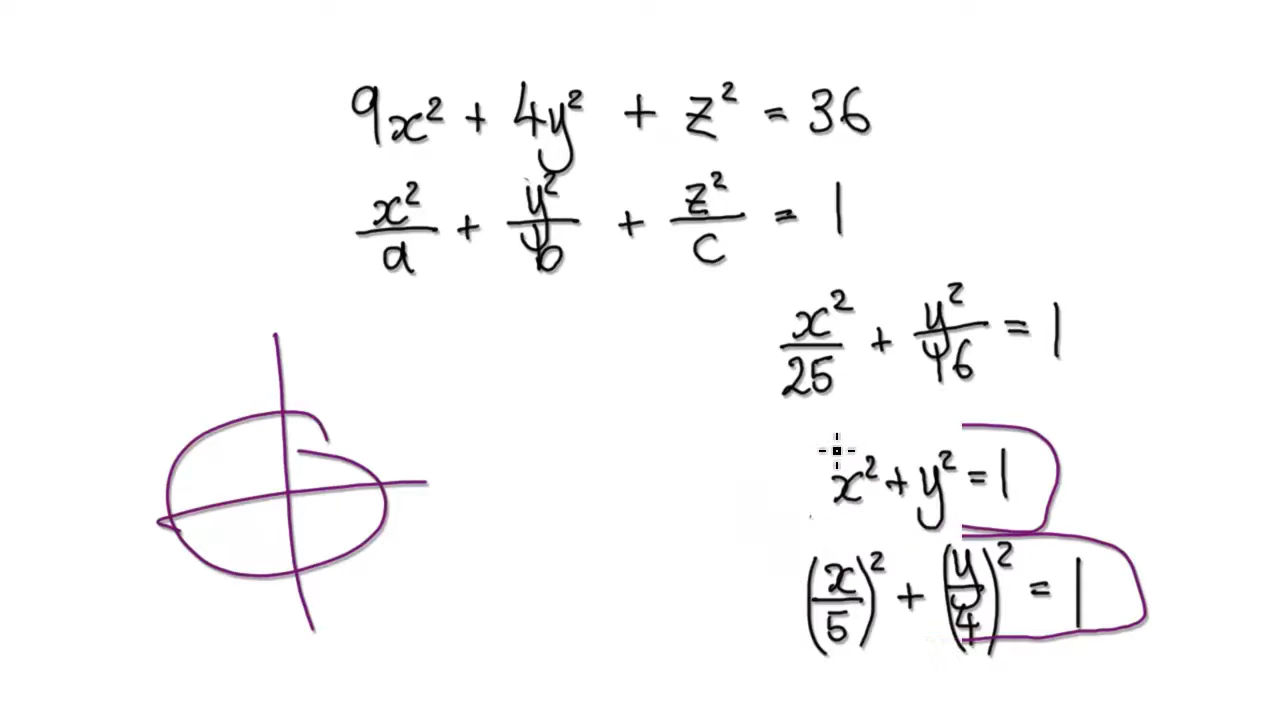 9x² + 4y² + z² = 36
x²/a + y²/b + z²/c = 1
x²/25 + y²/16 = 1
x² + y² = 1
(x/5)² + (y/4)² = 1